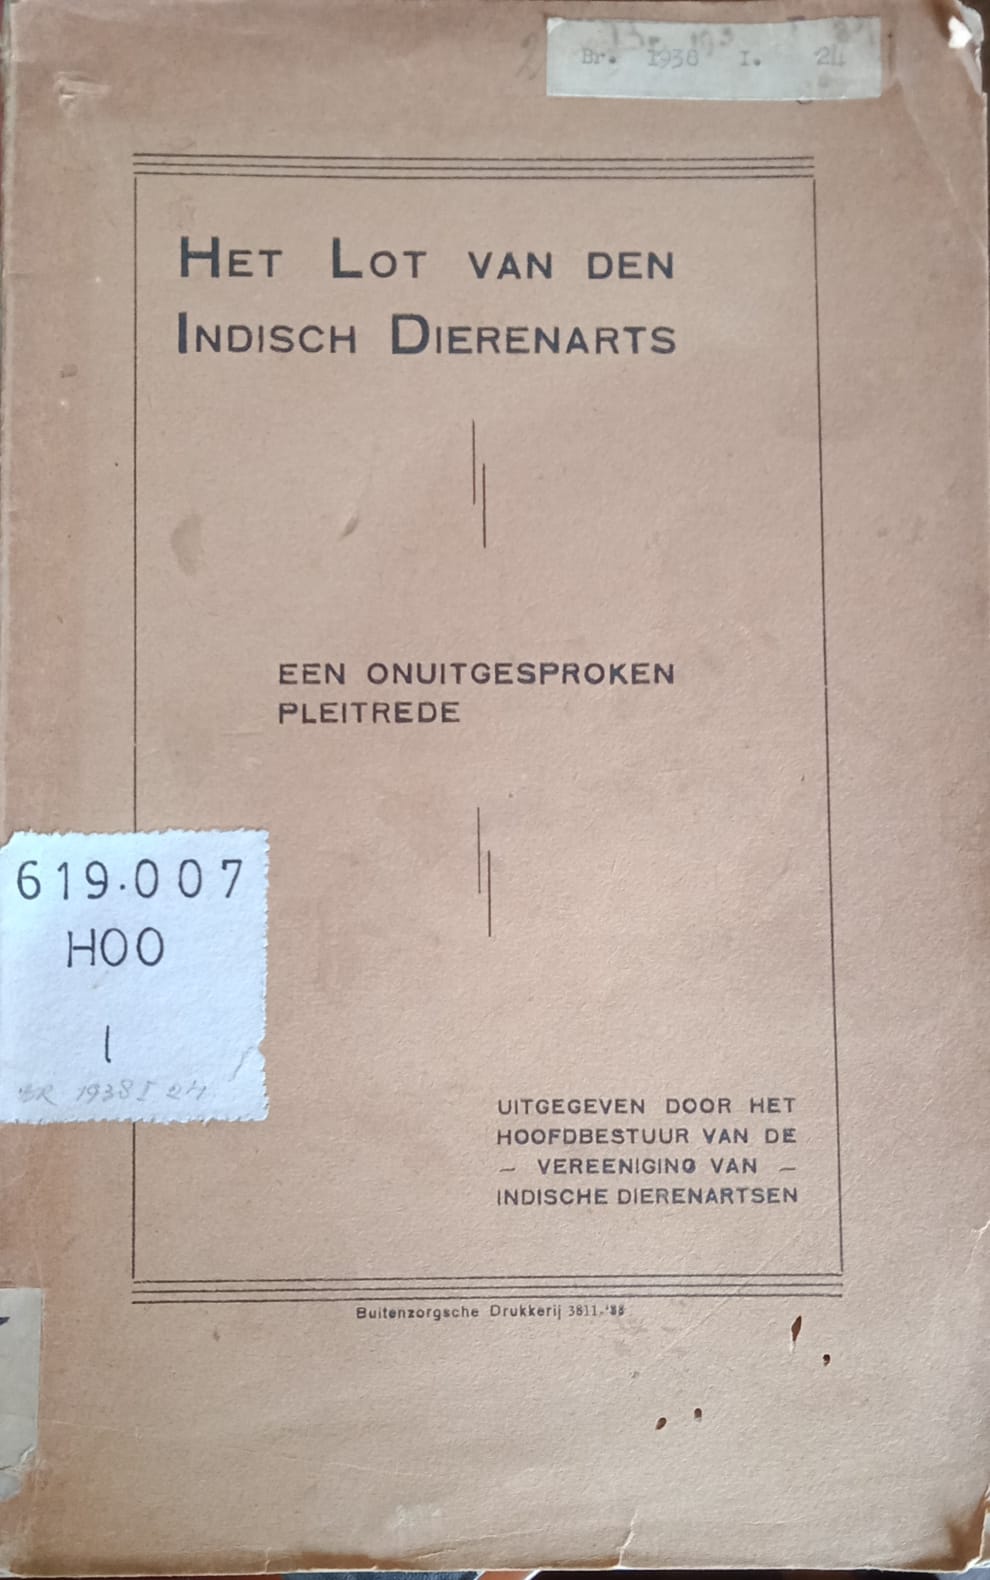 Br. 1938 I. 24
HET LOT VAN DEN
INDISCH DIERENARTS
EEN ONUITGESPROKEN
PLEITREDE
619.007
HOO
1
BR 1938 I 24
UITGEGEVEN DOOR HET
HOOFDBESTUUR VAN DE
— VEREENIGING VAN —
INDISCHE DIERENARTSEN
Buitenzorgsche Drukkerij 3811-'38